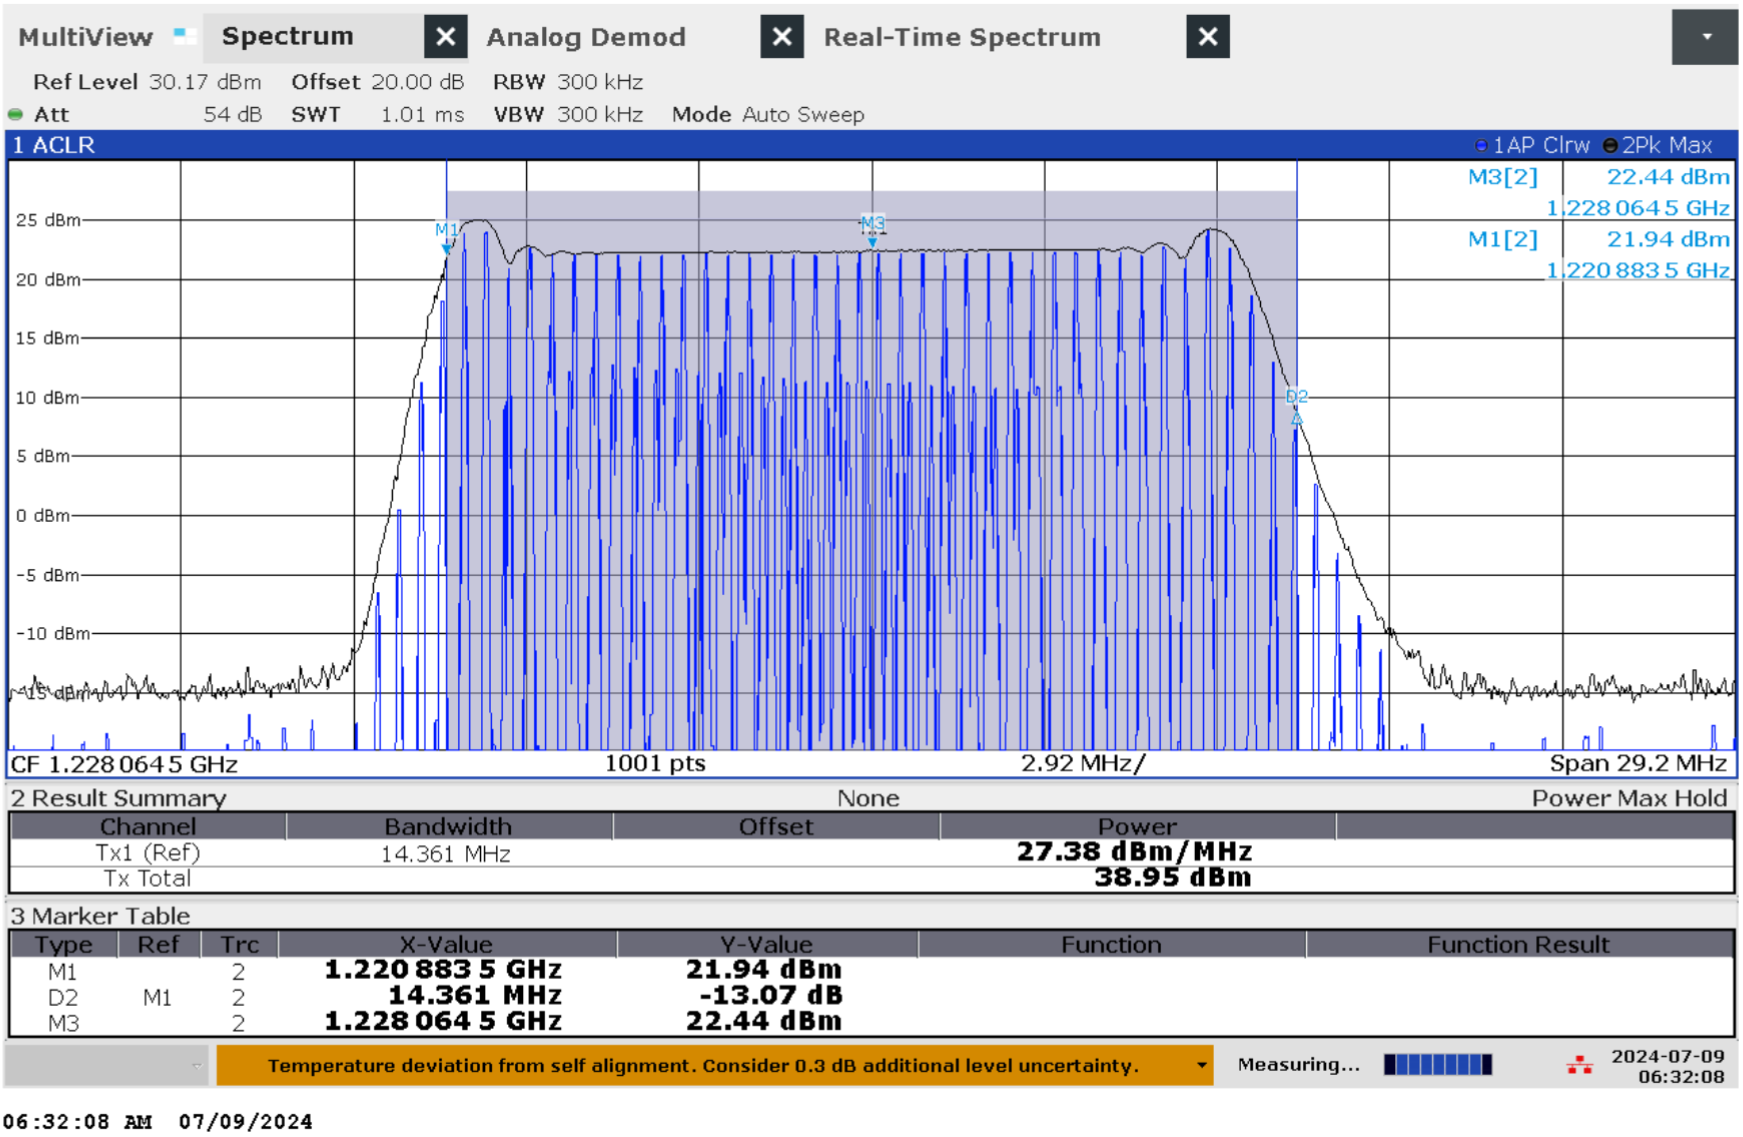 MultiView Spectrum Analog Demod Real-Time Spectrum
Ref Level 30.17 dBm Offset 20.00 dB RBW 300 kHz
Att 54 dB SWT 1.01 ms VBW 300 kHz Mode Auto Sweep
1 ACLR 1AP Clrw 2Pk Max
M3[2] 22.44 dBm
1.228 064 5 GHz
M1[2] 21.94 dBm
1.220 883 5 GHz
25 dBm
M1
M3
20 dBm
15 dBm
10 dBm
D2
5 dBm
0 dBm
-5 dBm
-10 dBm
-15 dBm
CF 1.228 064 5 GHz 1001 pts 2.92 MHz/ Span 29.2 MHz
2 Result Summary None Power Max Hold
Channel Bandwidth Offset Power
Tx1 (Ref) 14.361 MHz 27.38 dBm/MHz
Tx Total 38.95 dBm
3 Marker Table
Type Ref Trc X-Value Y-Value Function Function Result
M1 2 1.220 883 5 GHz 21.94 dBm
D2 M1 2 14.361 MHz -13.07 dB
M3 2 1.228 064 5 GHz 22.44 dBm
Temperature deviation from self alignment. Consider 0.3 dB additional level uncertainty. Measuring... 2024-07-09
06:32:08
06:32:08 AM 07/09/2024